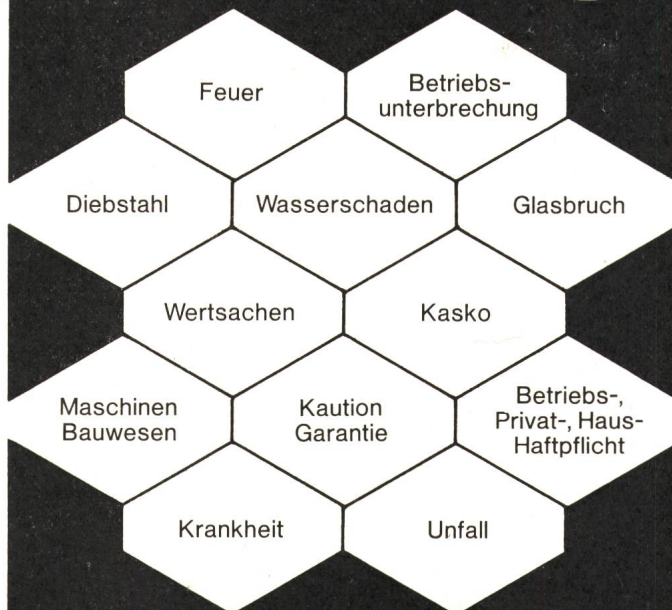 Feuer
Betriebs-
unterbrechung
Diebstahl
Wasserschaden
Glasbruch
Wertsachen
Kasko
Maschinen
Bauwesen
Kaution
Garantie
Betriebs-,
Privat-, Haus-
Haftpflicht
Krankheit
Unfall